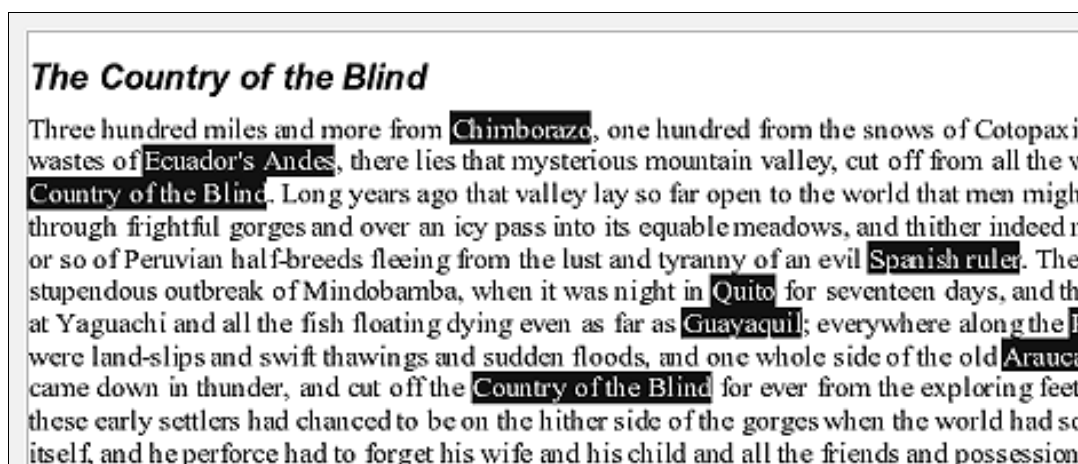 The Country of the Blind
Three hundred miles and more from Chimborazo, one hundred from the snows of Cotopaxi
wastes of Ecuador's Andes, there lies that mysterious mountain valley, cut off from all the
Country of the Blind. Long years ago that valley lay so far open to the world that men
through frightful gorges and over an icy pass into its equable meadows, and thither indeed
or so of Peruvian half-breeds fleeing from the lust and tyranny of an evil Spanish ruler. The
stupendous outbreak of Mindobamba, when it was night in Quito for seventeen days, and
at Yaguachi and all the fish floating dying even as far as Guayaquil; everywhere along the
were land-slips and swift thawings and sudden floods, and one whole side of the old
came down in thunder, and cut off the Country of the Blind for ever from the exploring feet
these early settlers had chanced to be on the hither side of the gorges when the world had
itself, and he perforce had to forget his wife and his child and all the friends and